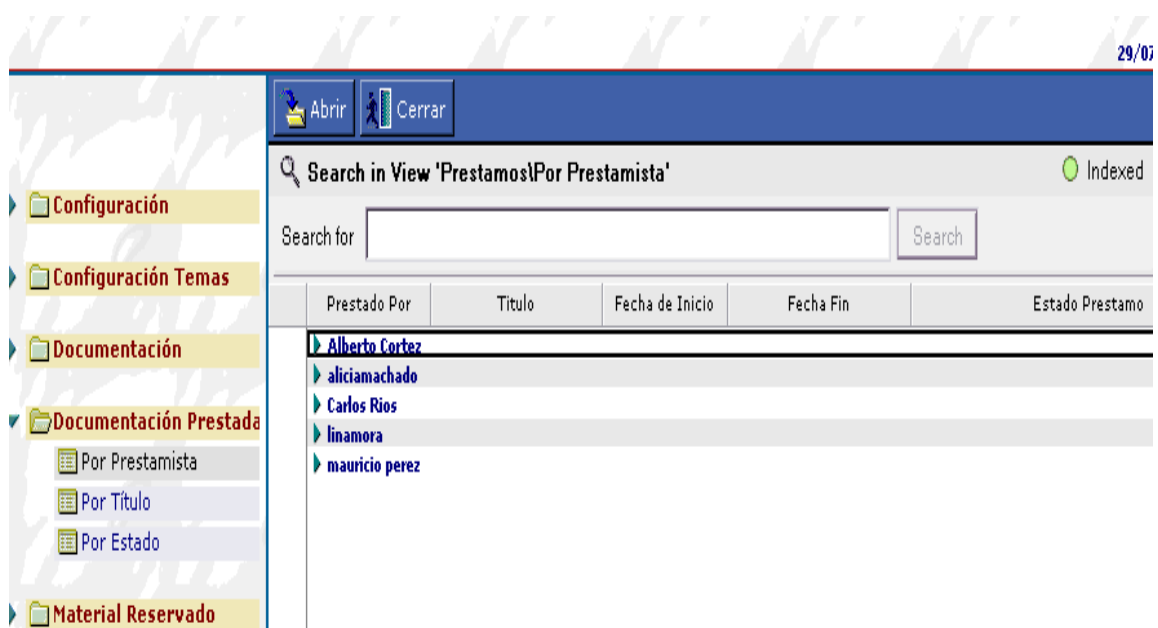 29/07
Abrir
Cerrar
Search in View 'Prestamos\Por Prestamista'
Indexed
Search for
Search
Prestado Por
Titulo
Fecha de Inicio
Fecha Fin
Estado Prestamo
Alberto Cortez
aliciamachado
Carlos Rios
linamora
mauricio perez
Configuración
Configuración Temas
Documentación
Documentación Prestada
Por Prestamista
Por Título
Por Estado
Material Reservado